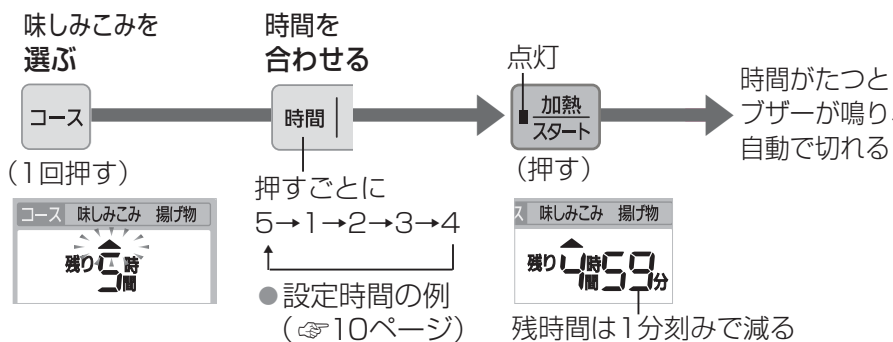 味しみこみを
選ぶ
コース
(1回押す)
コース 味しみこみ 揚げ物
残り5時間
時間を
合わせる
時間
押すごとに
5→1→2→3→4
●設定時間の例
(☞10ページ)
点灯
加熱
スタート
(押す)
ス 味しみこみ 揚げ物
残り4時間59分
残時間は1分刻みで減る
時間がたつと
ブザーが鳴り、
自動で切れる